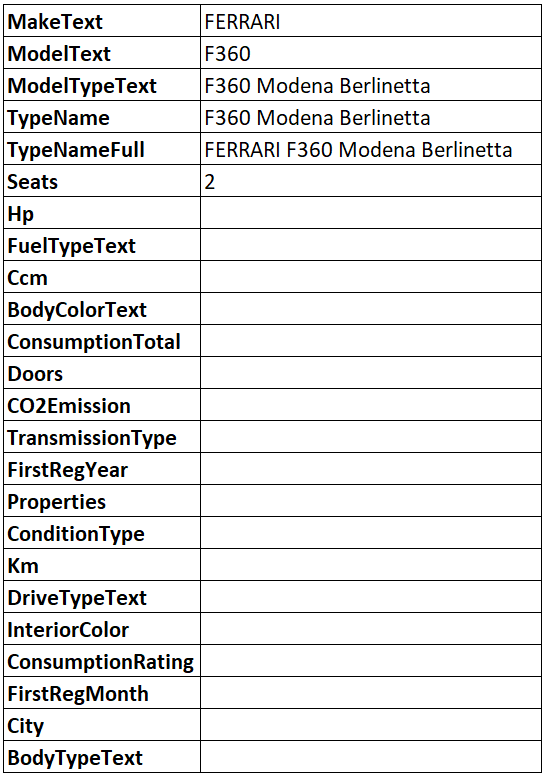 MakeText FERRARI
ModelText F360
ModelTypeText F360 Modena Berlinetta
TypeName F360 Modena Berlinetta
TypeNameFull FERRARI F360 Modena Berlinetta
Seats 2
Hp
FuelTypeText
Ccm
BodyColorText
ConsumptionTotal
Doors
CO2Emission
TransmissionType
FirstRegYear
Properties
ConditionType
Km
DriveTypeText
InteriorColor
ConsumptionRating
FirstRegMonth
City
BodyTypeText